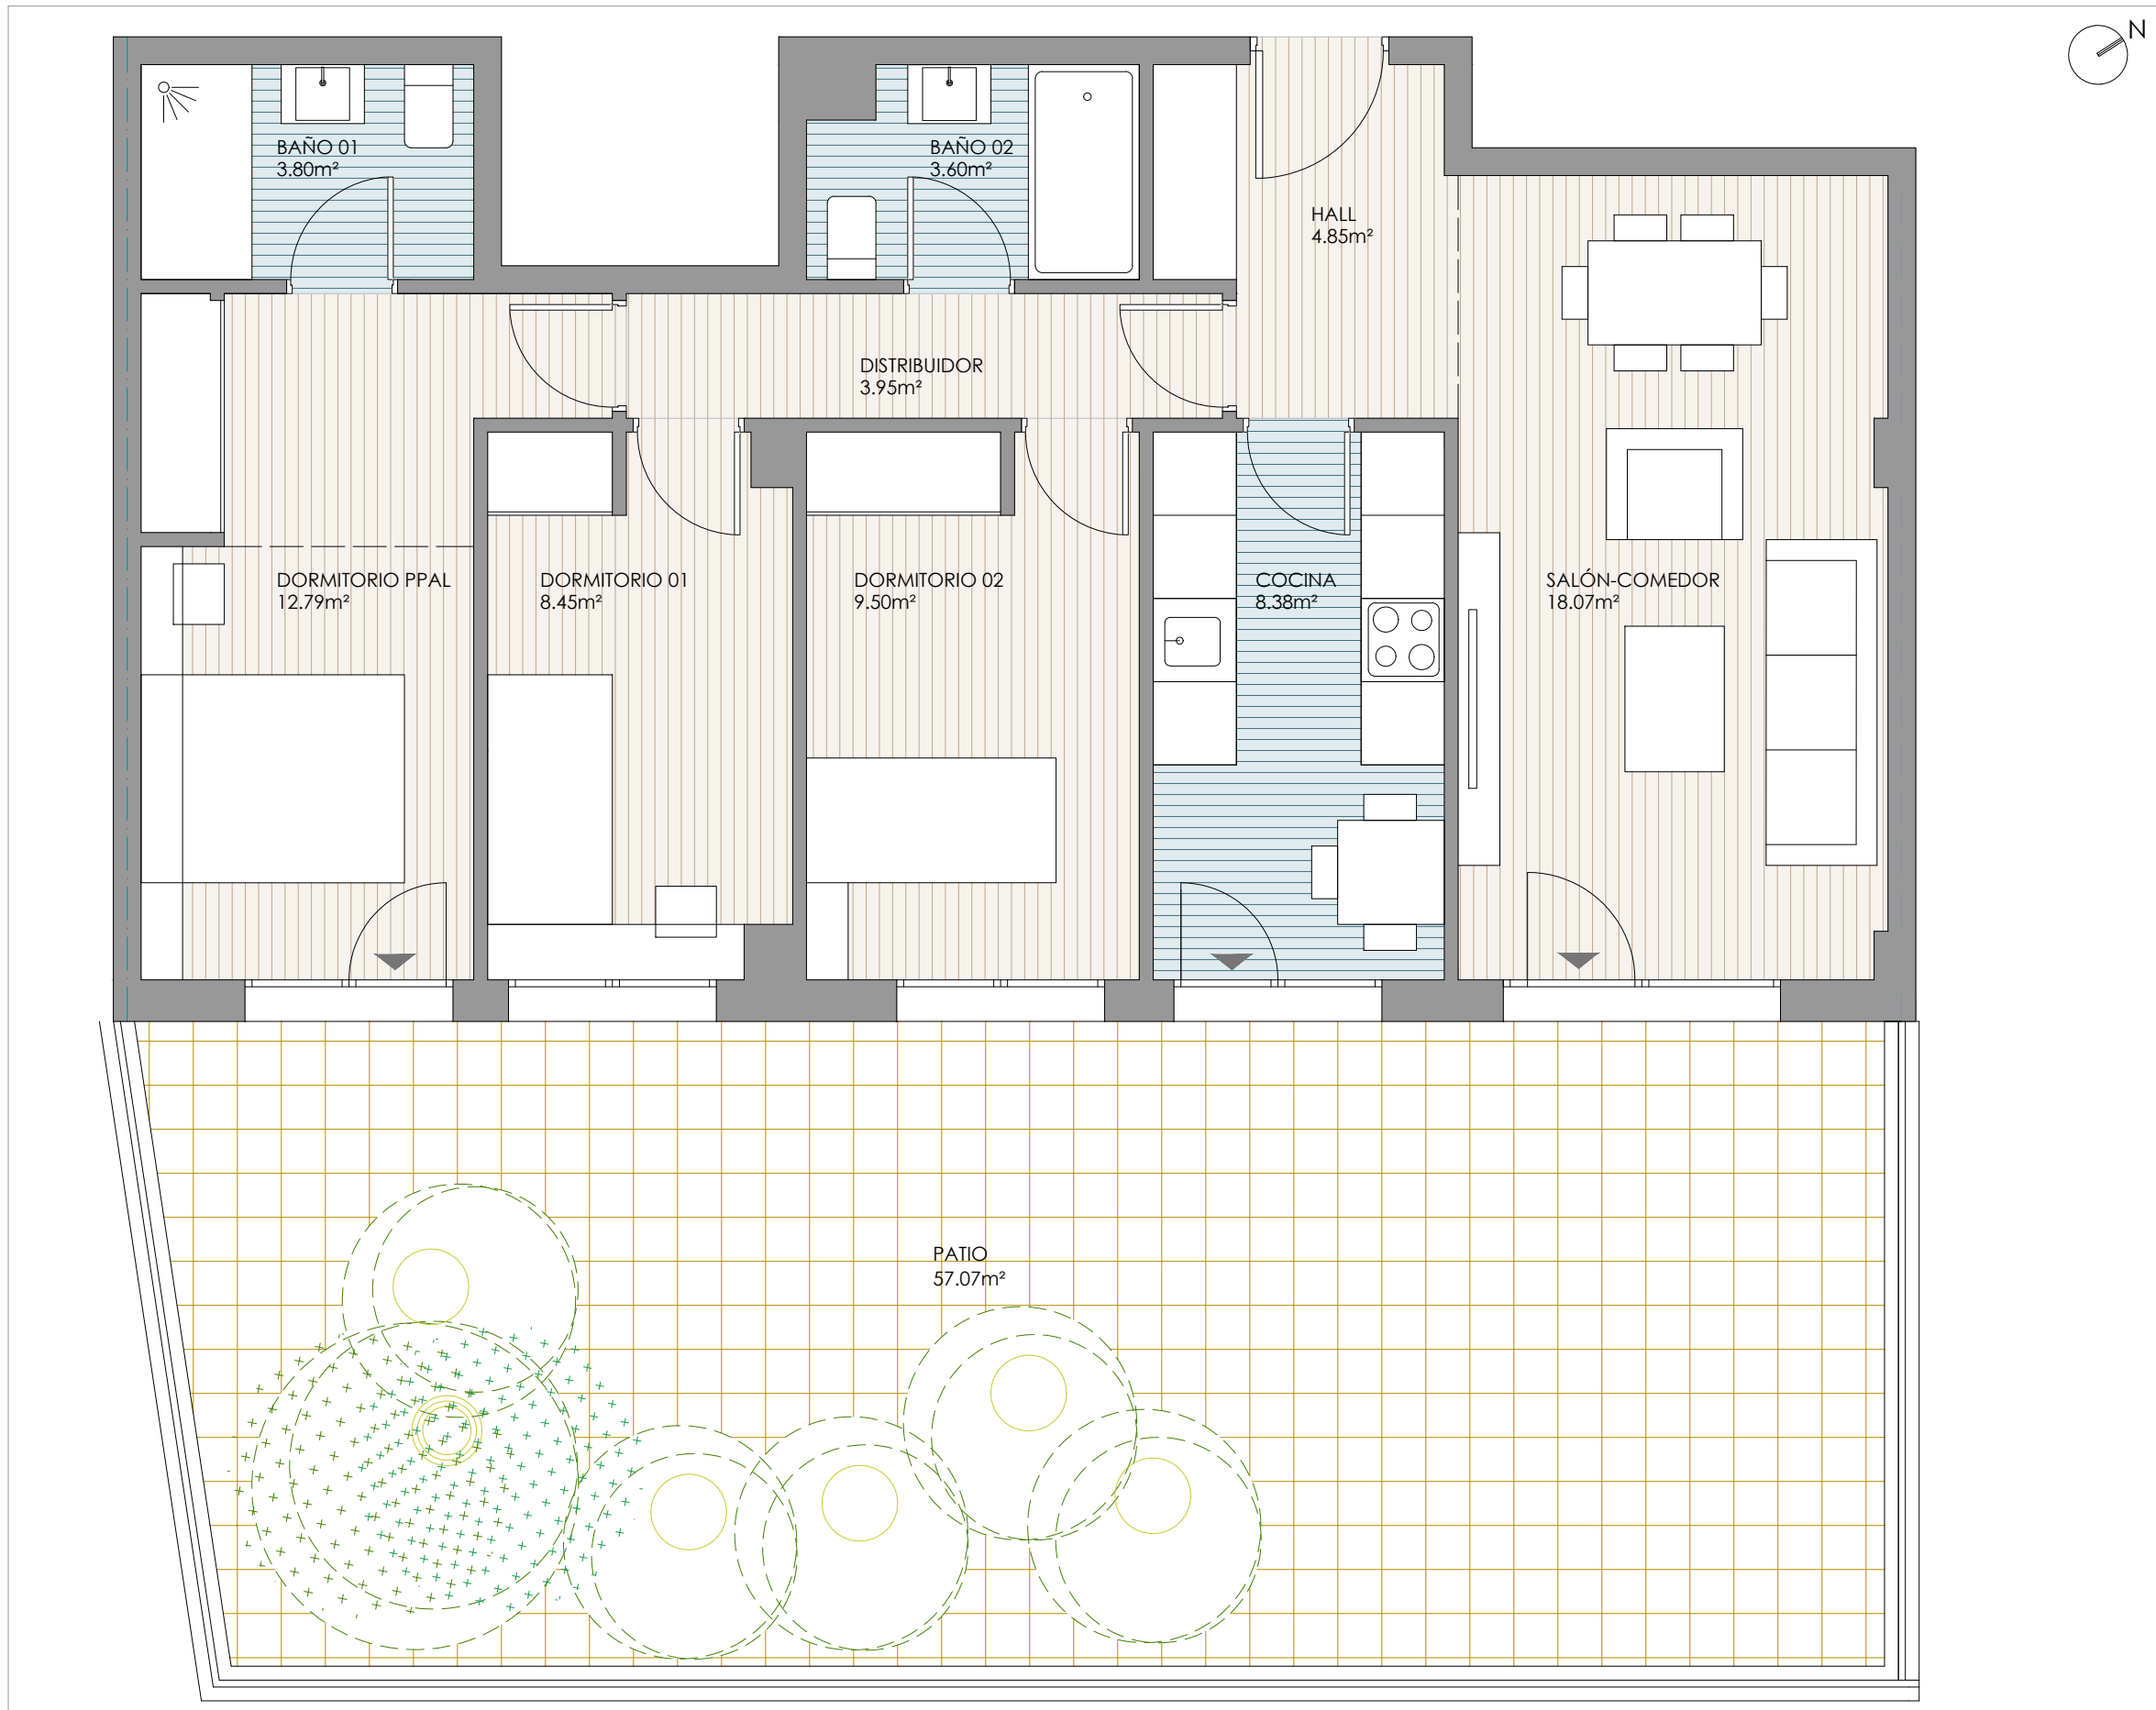 N
BAÑO 01
3.80m²
BAÑO 02
3.60m²
HALL
4.85m²
DISTRIBUIDOR
3.95m²
DORMITORIO PPAL
12.79m²
DORMITORIO 01
8.45m²
DORMITORIO 02
9.50m²
COCINA
8.38m²
SALÓN-COMEDOR
18.07m²
PATIO
57.07m²